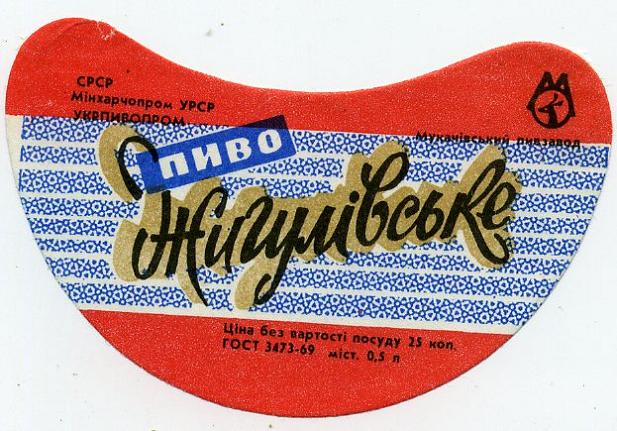 СРСР
Мінхарчопром УРСР
УКРПИВОПРОМ
Мукачівський пивзавод
ПИВО
Жигулівське
Ціна без вартості посуду 25 коп.
ГОСТ 3473-69 міст. 0,5 л